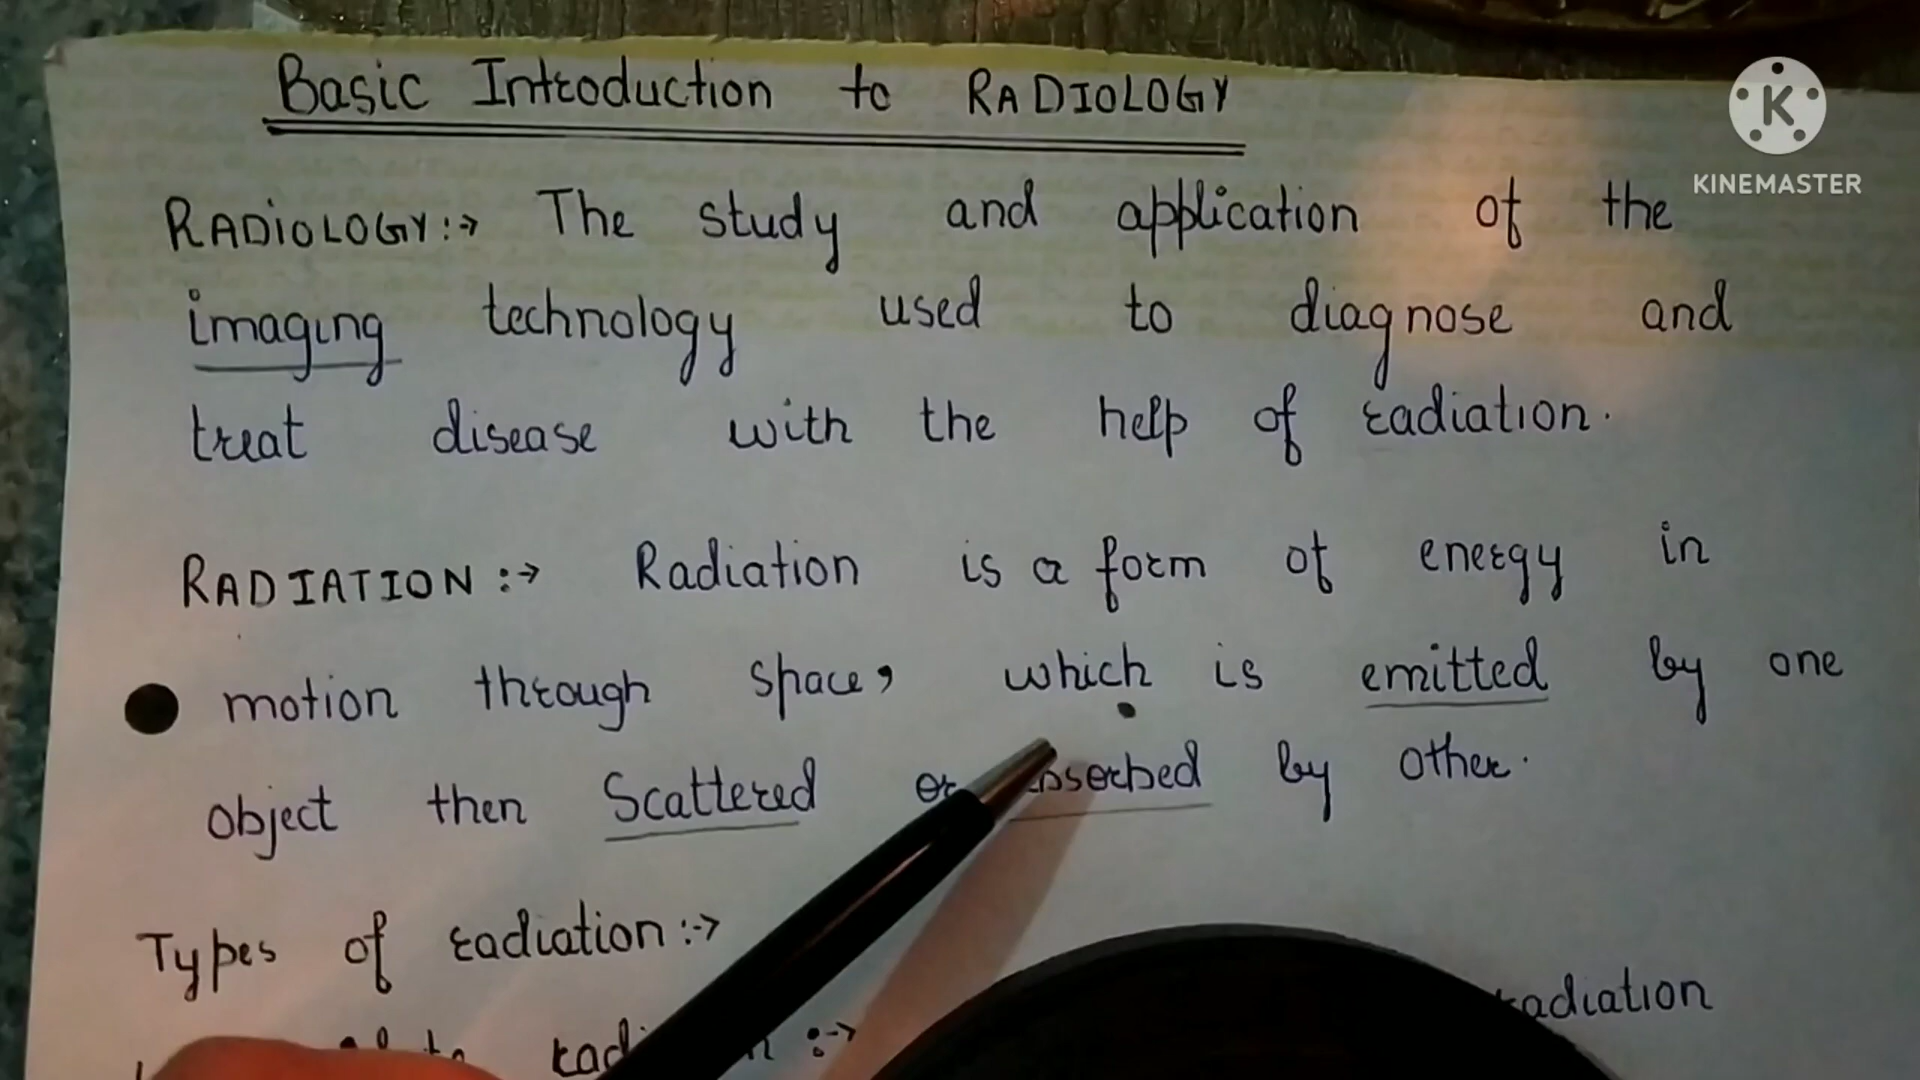 Basic Introduction to RADIOLOGY
K
KINEMASTER
RADIOLOGY:→ The study and application of the
imaging technology used to diagnose and
treat disease with the help of radiation.
RADIATION:→ Radiation is a form of energy in
motion through space, which is emitted by one
object then Scattered or absorbed by other.
Types of radiation:→
radiation